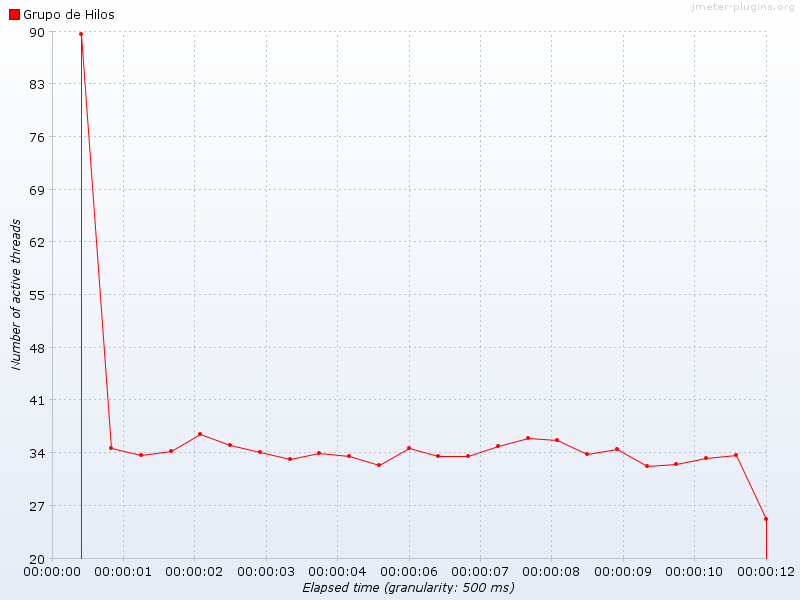 jmeter-plugins.org
Grupo de Hilos
90
83
76
69
62
55
48
41
34
27
20
Number of active threads
00:00:00 00:00:01 00:00:02 00:00:03 00:00:04 00:00:06 00:00:07 00:00:08 00:00:09 00:00:10 00:00:12
Elapsed time (granularity: 500 ms)